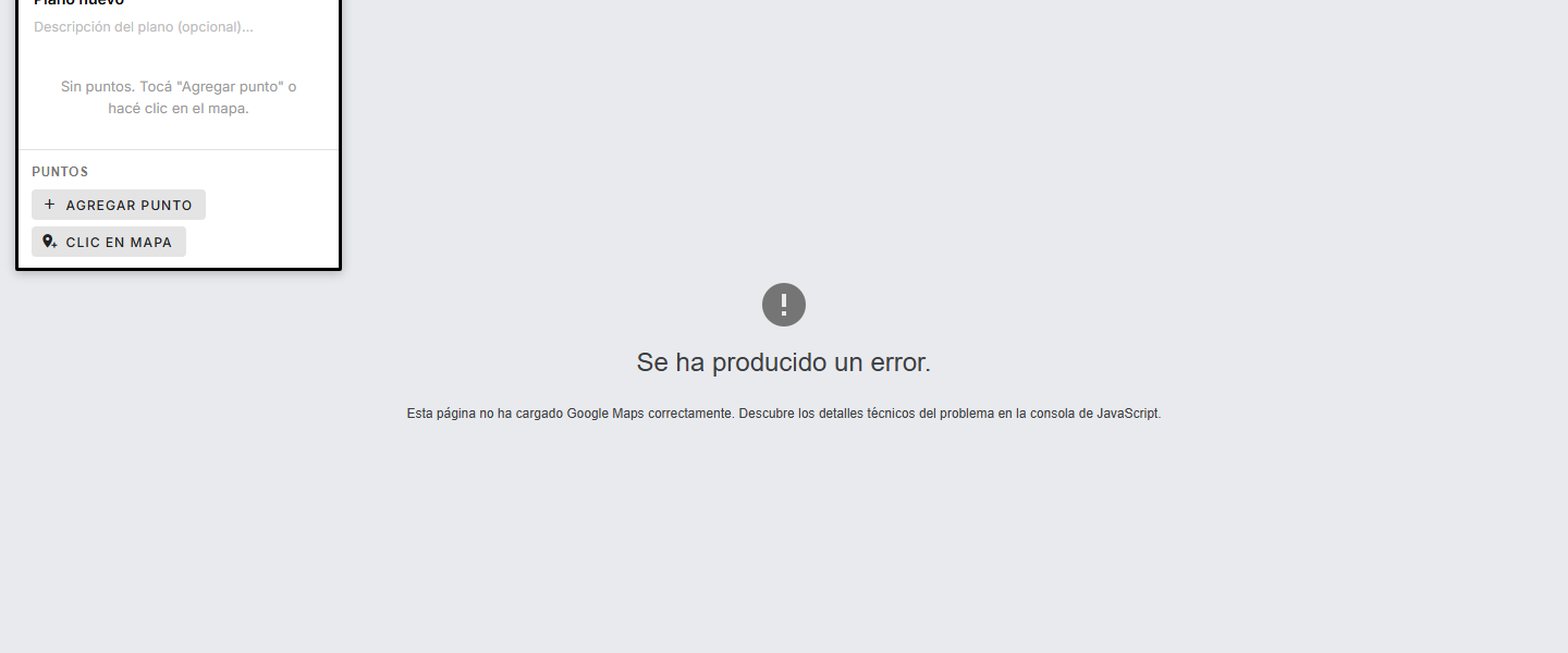 Plano nuevo
Descripción del plano (opcional)...
Sin puntos. Tocá "Agregar punto" o
hacé clic en el mapa.
PUNTOS
+ AGREGAR PUNTO
CLIC EN MAPA
Se ha producido un error.
Esta página no ha cargado Google Maps correctamente. Descubre los detalles técnicos del problema en la consola de JavaScript.